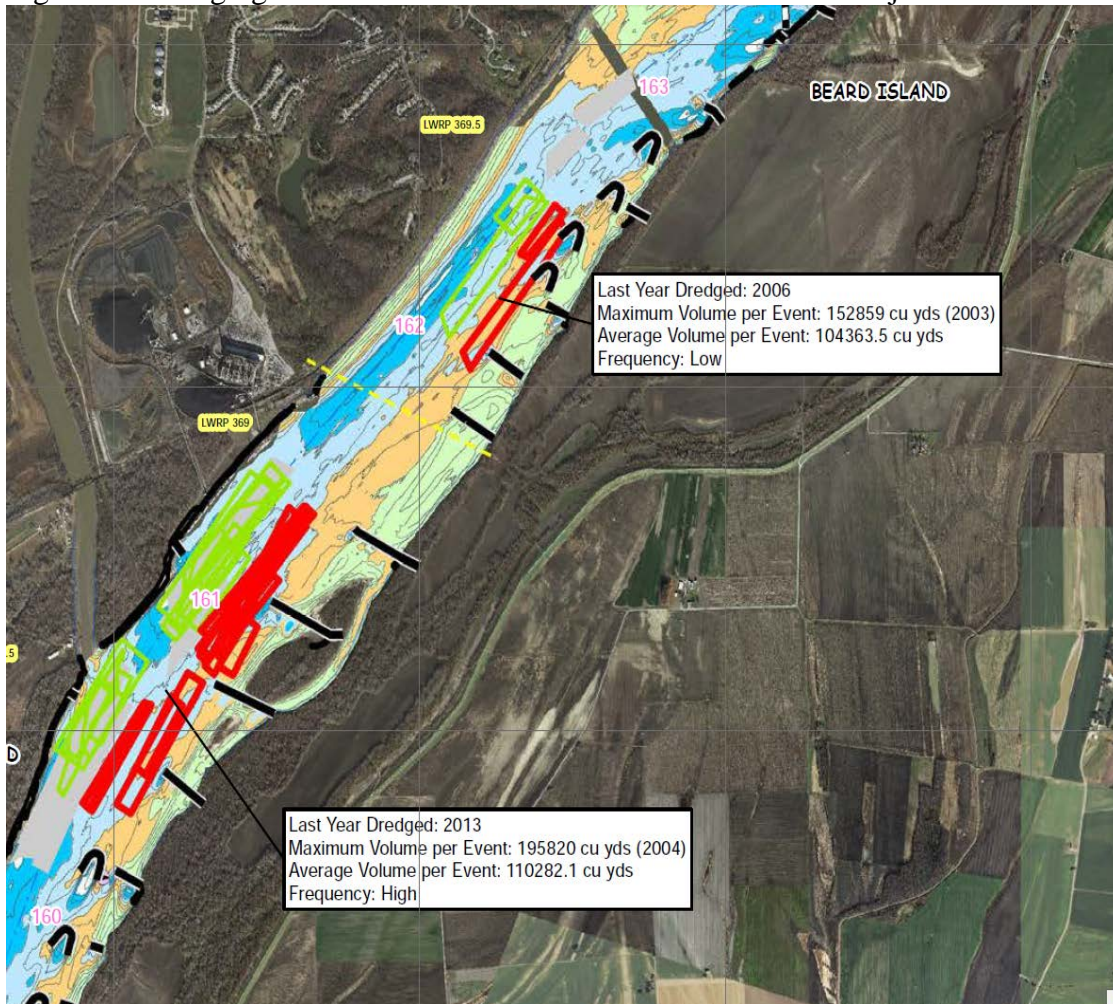 163
BEARD ISLAND
LWRP 369.5
Last Year Dredged: 2006
Maximum Volume per Event: 152859 cu yds (2003)
Average Volume per Event: 104363.5 cu yds
Frequency: Low
162
LWRP 369
161
.5
D
Last Year Dredged: 2013
Maximum Volume per Event: 195820 cu yds (2004)
Average Volume per Event: 110282.1 cu yds
Frequency: High
160